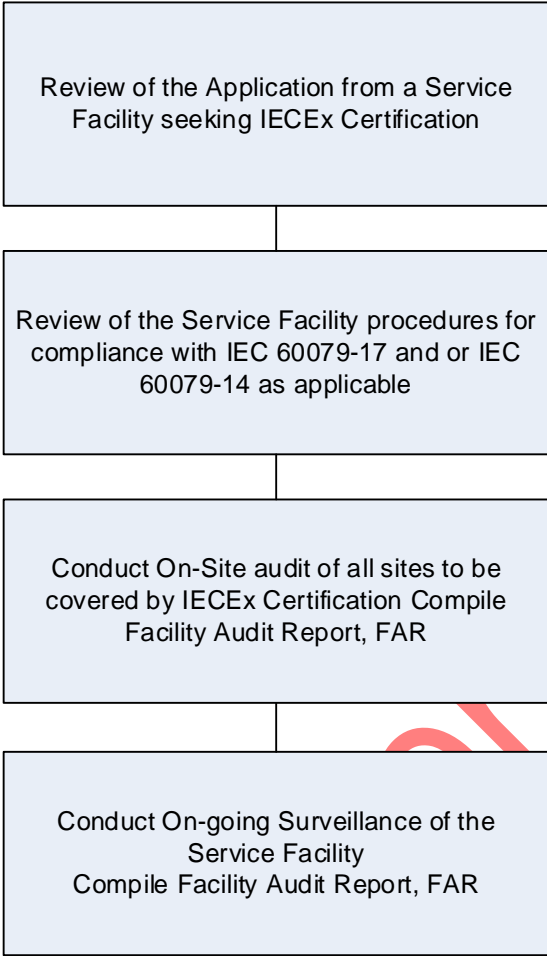 Review of the Application from a Service
Facility seeking IECEx Certification
Review of the Service Facility procedures for
compliance with IEC 60079-17 and or IEC
60079-14 as applicable
Conduct On-Site audit of all sites to be
covered by IECEx Certification Compile
Facility Audit Report, FAR
Conduct On-going Surveillance of the
Service Facility
Compile Facility Audit Report, FAR